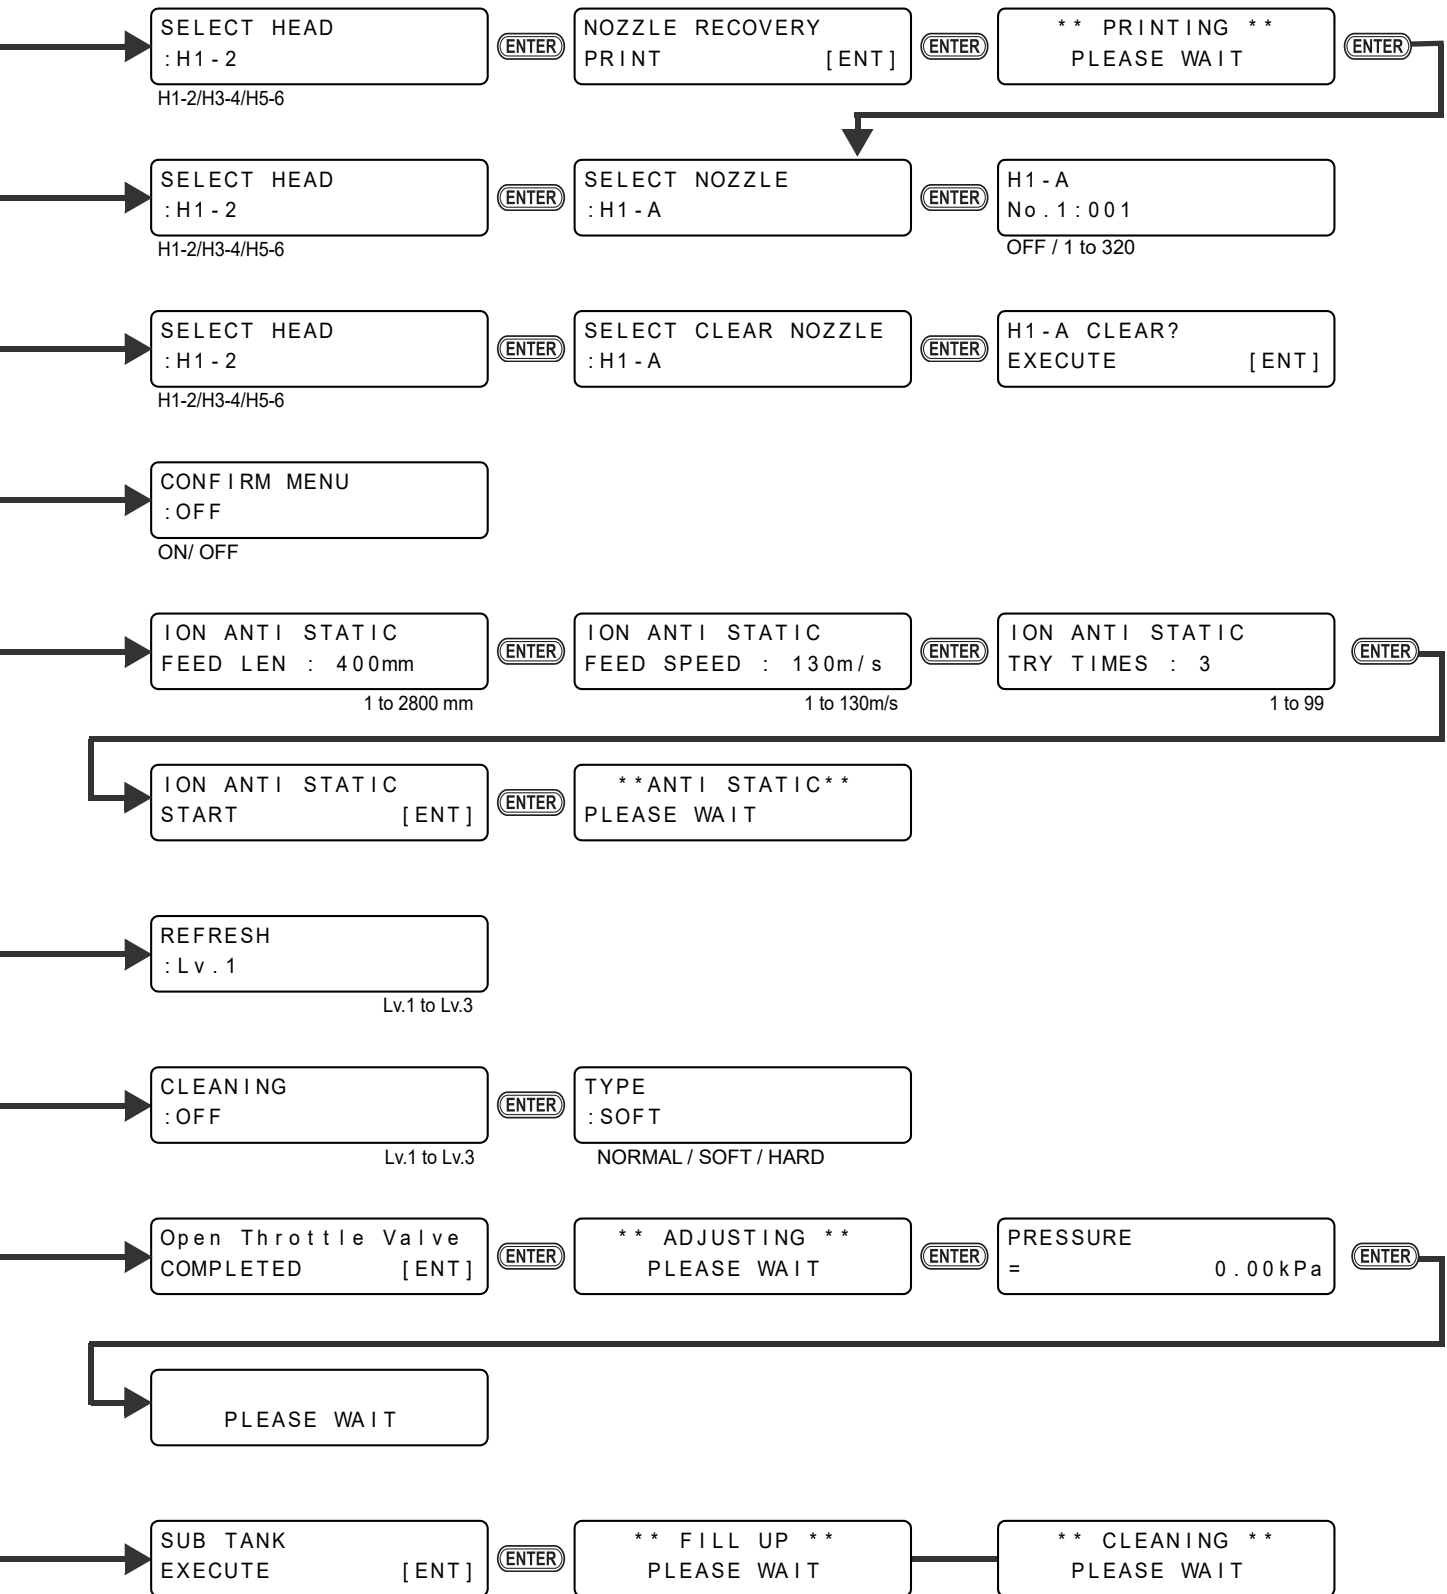 SELECT HEAD
:H1-2
ENTER
NOZZLE RECOVERY
PRINT [ENT]
ENTER
** PRINTING **
PLEASE WAIT
ENTER
H1-2/H3-4/H5-6
SELECT HEAD
:H1-2
ENTER
SELECT NOZZLE
:H1-A
ENTER
H1-A
No.1:001
H1-2/H3-4/H5-6
OFF / 1 to 320
SELECT HEAD
:H1-2
ENTER
SELECT CLEAR NOZZLE
:H1-A
ENTER
H1-A CLEAR?
EXECUTE [ENT]
H1-2/H3-4/H5-6
CONFIRM MENU
:OFF
ON/ OFF
ION ANTI STATIC
FEED LEN : 400mm
ENTER
ION ANTI STATIC
FEED SPEED : 130m/s
ENTER
ION ANTI STATIC
TRY TIMES : 3
ENTER
1 to 2800 mm
1 to 130m/s
1 to 99
ION ANTI STATIC
START [ENT]
ENTER
**ANTI STATIC**
PLEASE WAIT
REFRESH
:Lv.1
Lv.1 to Lv.3
CLEANING
:OFF
ENTER
TYPE
:SOFT
Lv.1 to Lv.3
NORMAL / SOFT / HARD
Open Throttle Valve
COMPLETED [ENT]
ENTER
** ADJUSTING **
PLEASE WAIT
ENTER
PRESSURE
= 0.00kPa
ENTER
PLEASE WAIT
SUB TANK
EXECUTE [ENT]
ENTER
** FILL UP **
PLEASE WAIT
** CLEANING **
PLEASE WAIT